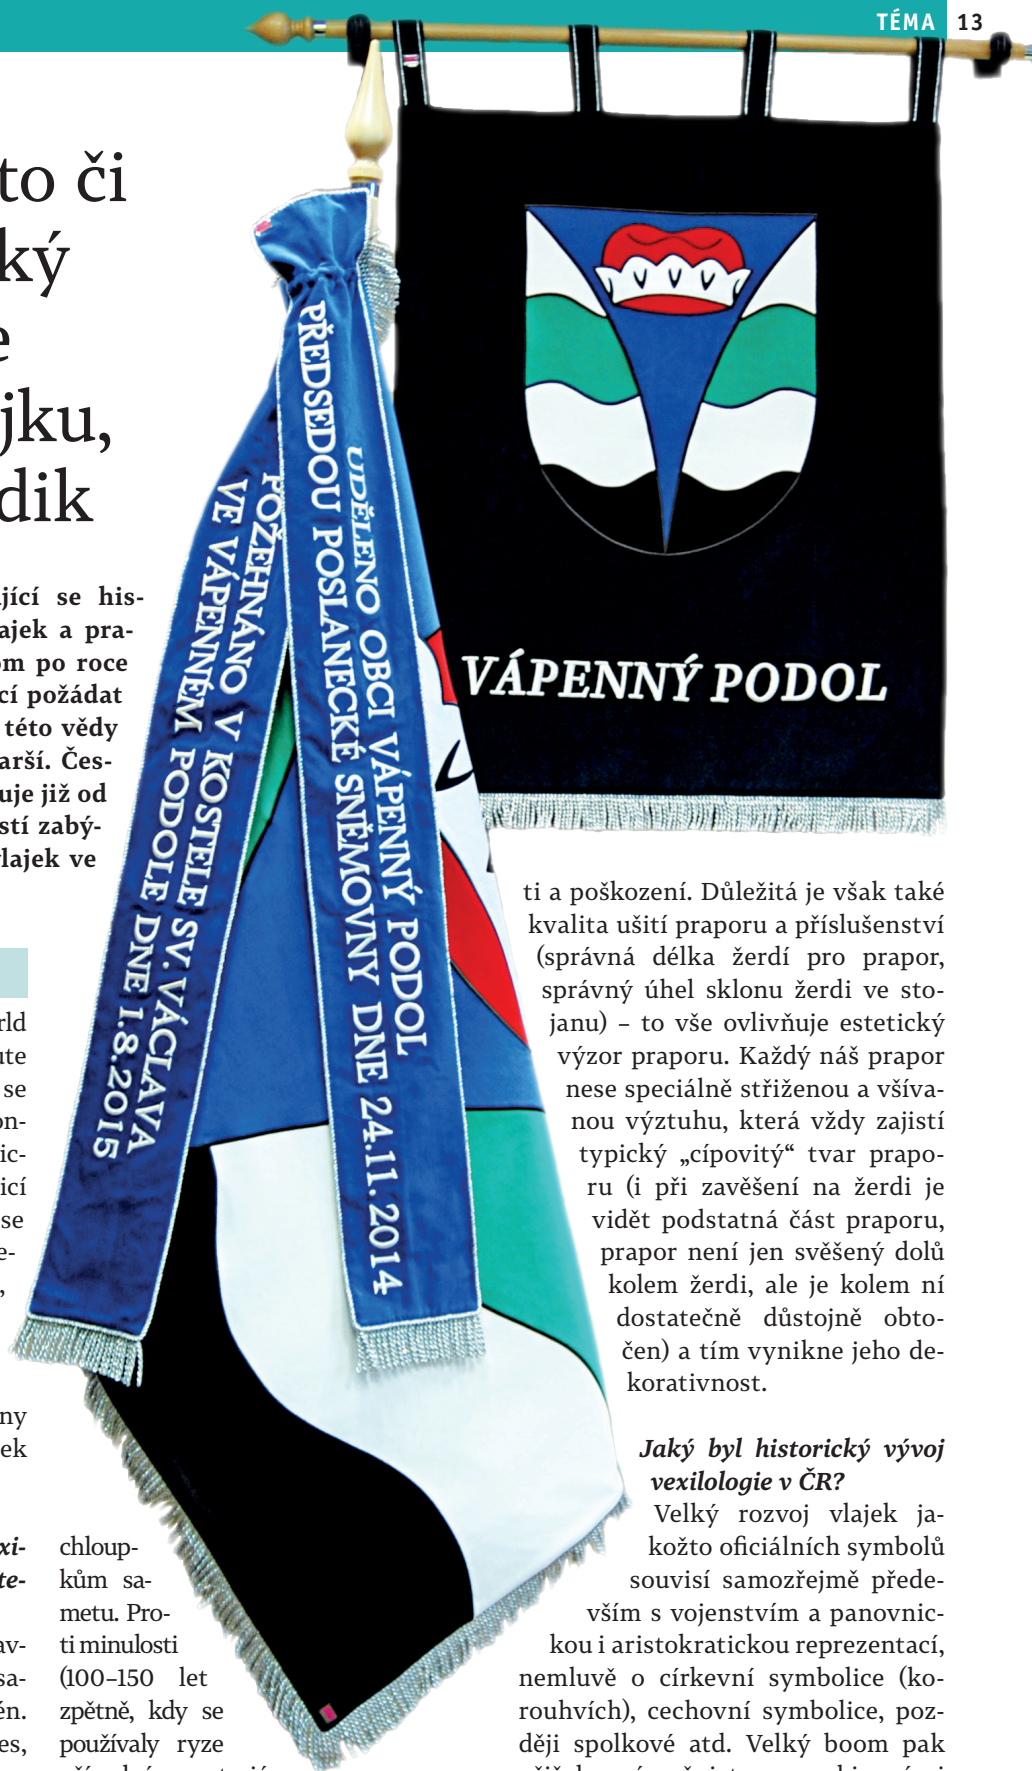 TÉMA 13
to či
ký
e
jku,
dik
jící se his-
ajek a pra-
om po roce
cí požádat
této vědy
arší. Čes-
uje již od
stí zabý-
lajek ve
rld
ute
se
on-
ic-
icí
se
e-
,
ny
ek
xi-
te-
av-
sa-
én.
es,
chloup-
kům sa-
metu. Pro-
ti minulosti
(100–150 let
zpětně, kdy se
používaly ryze
POŽEHNÁNO V KOSTELE SV. VÁCLAVA
VE VÁPENNÉM PODOLE DNE 1.8.2015
UDĚLENO OBCI VÁPENNÝ PODOL
PŘEDSEDOU POSLANECKÉ SNĚMOVNY DNE 24.11.2014
VÁPENNÝ PODOL
ti a poškození. Důležitá je však také
kvalita ušití praporu a příslušenství
(správná délka žerdí pro prapor,
správný úhel sklonu žerdi ve sto-
janu) – to vše ovlivňuje estetický
výzor praporu. Každý náš prapor
nese speciálně střiženou a všíva-
nou výztuhu, která vždy zajistí
typický „cípovitý“ tvar prapo-
ru (i při zavěšení na žerdi je
vidět podstatná část praporu,
prapor není jen svěšený dolů
kolem žerdi, ale je kolem ní
dostatečně důstojně obto-
čen) a tím vynikne jeho de-
korativnost.
Jaký byl historický vývoj
vexilologie v ČR?
Velký rozvoj vlajek ja-
kožto oficiálních symbolů
souvisí samozřejmě přede-
vším s vojenstvím a panovnic-
kou i aristokratickou reprezentací,
nemluvě o církevní symbolice (ko-
rouhvích), cechovní symbolice, poz-
ději spolkové atd. Velký boom pak